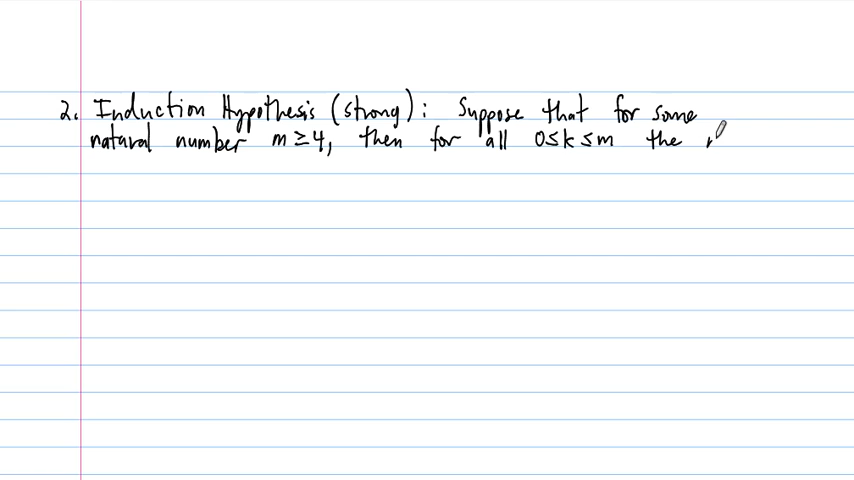 2. Induction Hypothesis (strong): Suppose that for some
natural number m ≥ 4, then for all 0 ≤ k ≤ m the